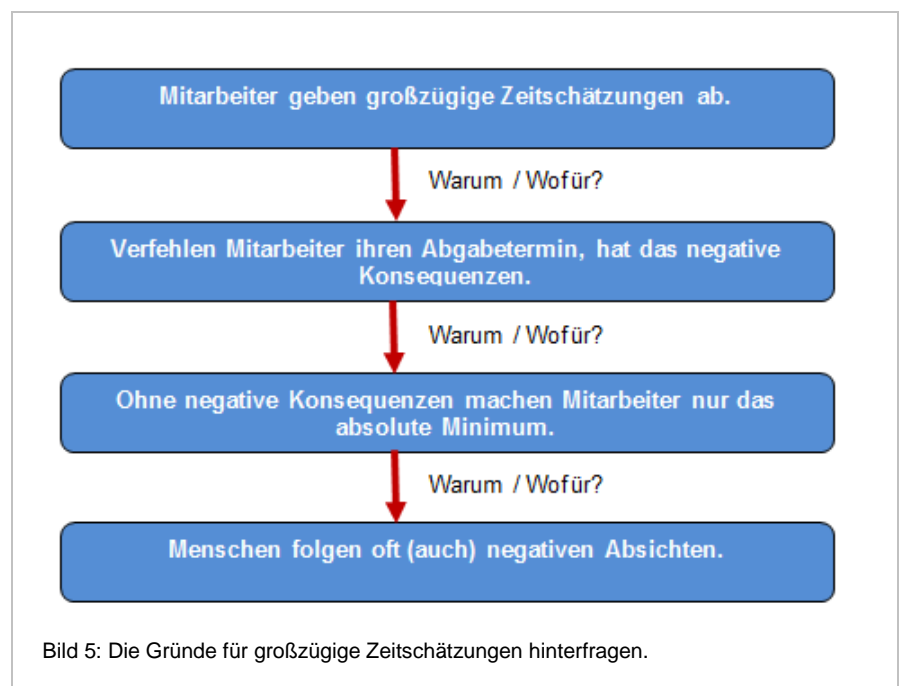 Mitarbeiter geben großzügige Zeitschätzungen ab.
Warum / Wofür?
Verfehlen Mitarbeiter ihren Abgabetermin, hat das negative
Konsequenzen.
Warum / Wofür?
Ohne negative Konsequenzen machen Mitarbeiter nur das
absolute Minimum.
Warum / Wofür?
Menschen folgen oft (auch) negativen Absichten.
Bild 5: Die Gründe für großzügige Zeitschätzungen hinterfragen.